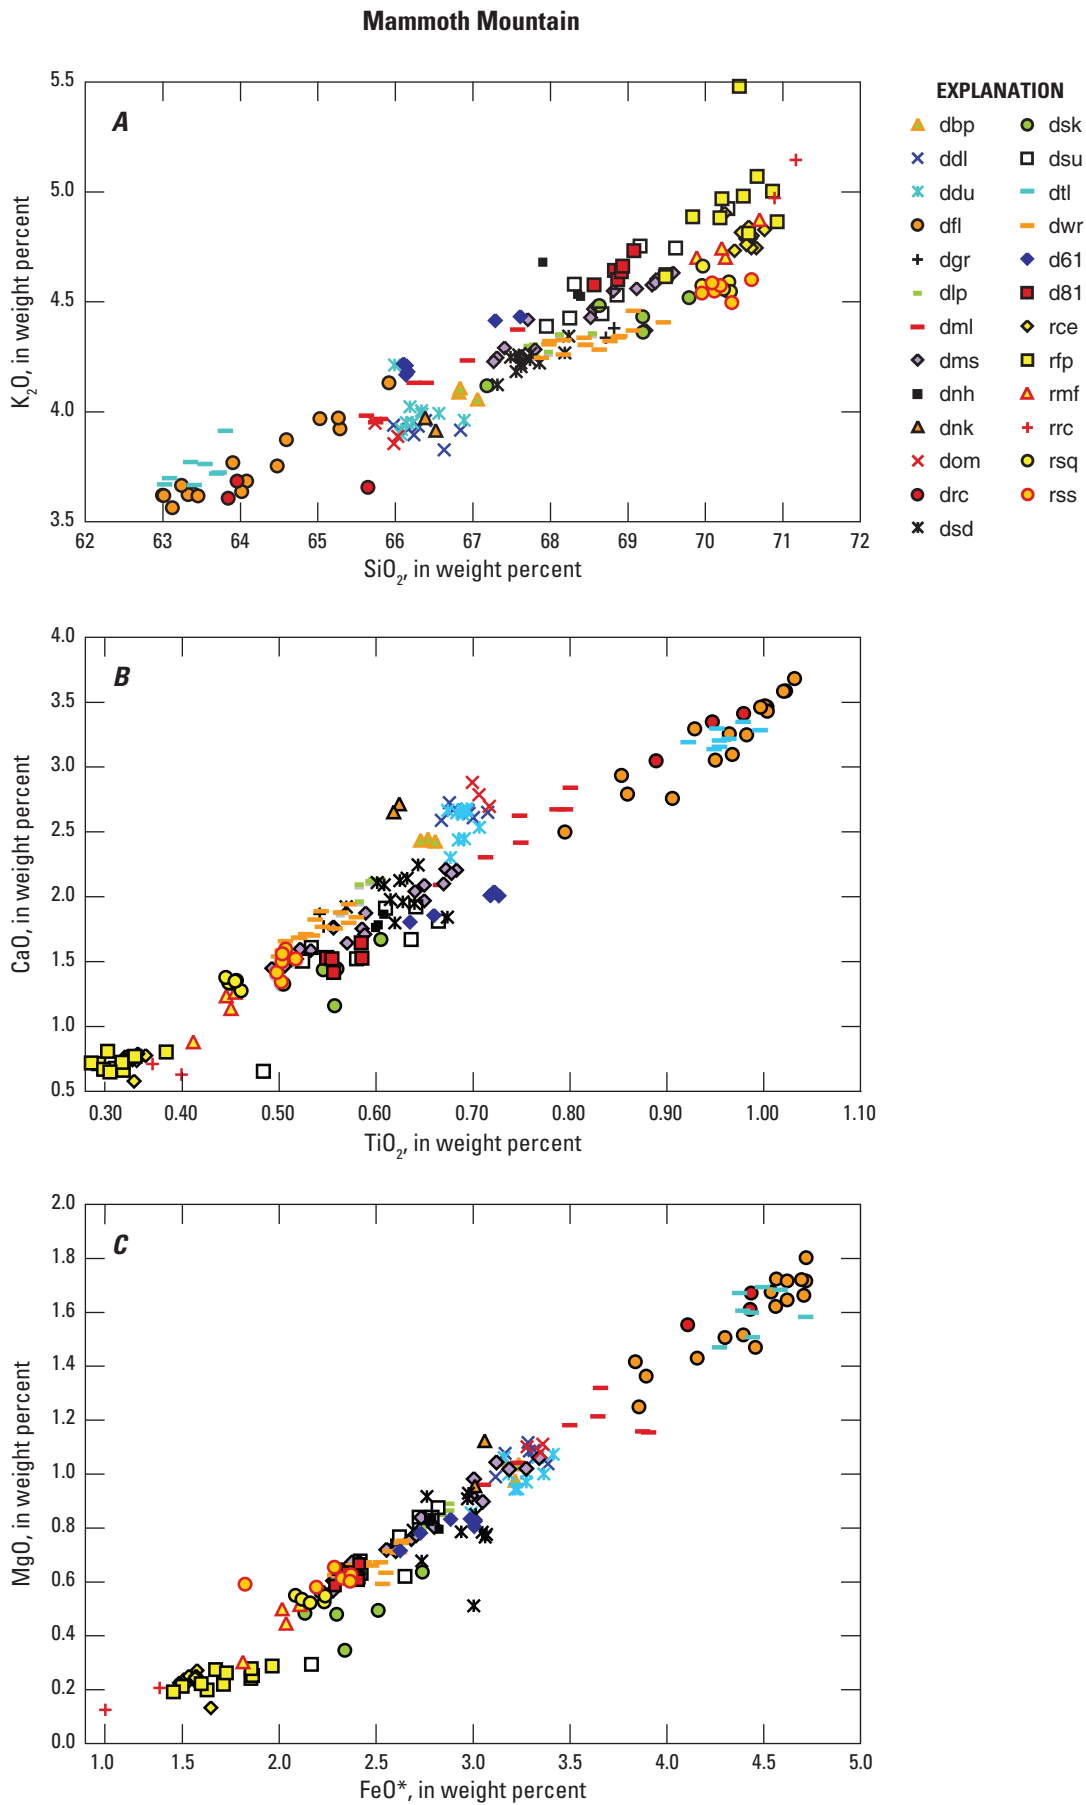 Mammoth Mountain
A
5.5
5.0
4.5
4.0
3.5
K2O, in weight percent
62 63 64 65 66 67 68 69 70 71 72
SiO2, in weight percent
EXPLANATION
dbp
ddl
ddu
dfl
dgr
dlp
dml
dms
dnh
dnk
dom
drc
dsd
dsk
dsu
dtl
dwr
d61
d81
rce
rfp
rmf
rrc
rsq
rss
B
4.0
3.5
3.0
2.5
2.0
1.5
1.0
0.5
CaO, in weight percent
0.30 0.40 0.50 0.60 0.70 0.80 0.90 1.00 1.10
TiO2, in weight percent
C
2.0
1.8
1.6
1.4
1.2
1.0
0.8
0.6
0.4
0.2
0.0
MgO, in weight percent
1.0 1.5 2.0 2.5 3.0 3.5 4.0 4.5 5.0
FeO*, in weight percent